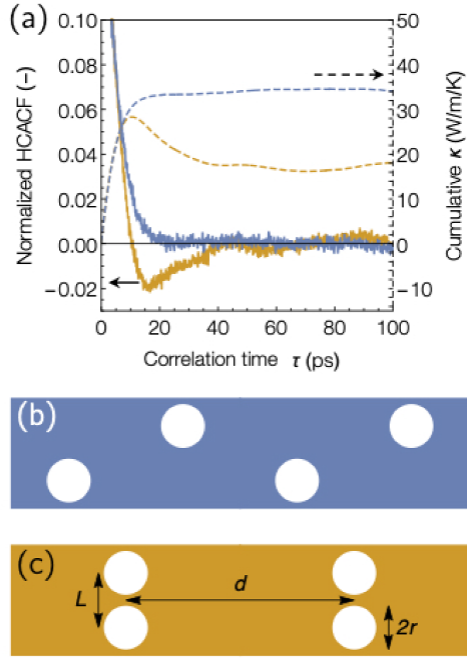 (a)
0.10
0.08
0.06
0.04
0.02
0.00
−0.02
Normalized HCACF (−)
50
40
30
20
10
0
−10
Cumulative κ (W/m/K)
0 20 40 60 80 100
Correlation time τ (ps)
(b)
(c)
L
d
2r